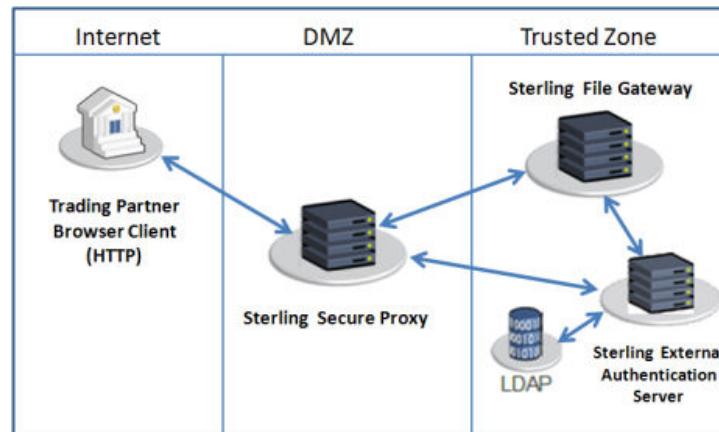 Internet
DMZ
Trusted Zone
Sterling File Gateway
Trading Partner
Browser Client
(HTTP)
Sterling Secure Proxy
LDAP
Sterling External
Authentication
Server